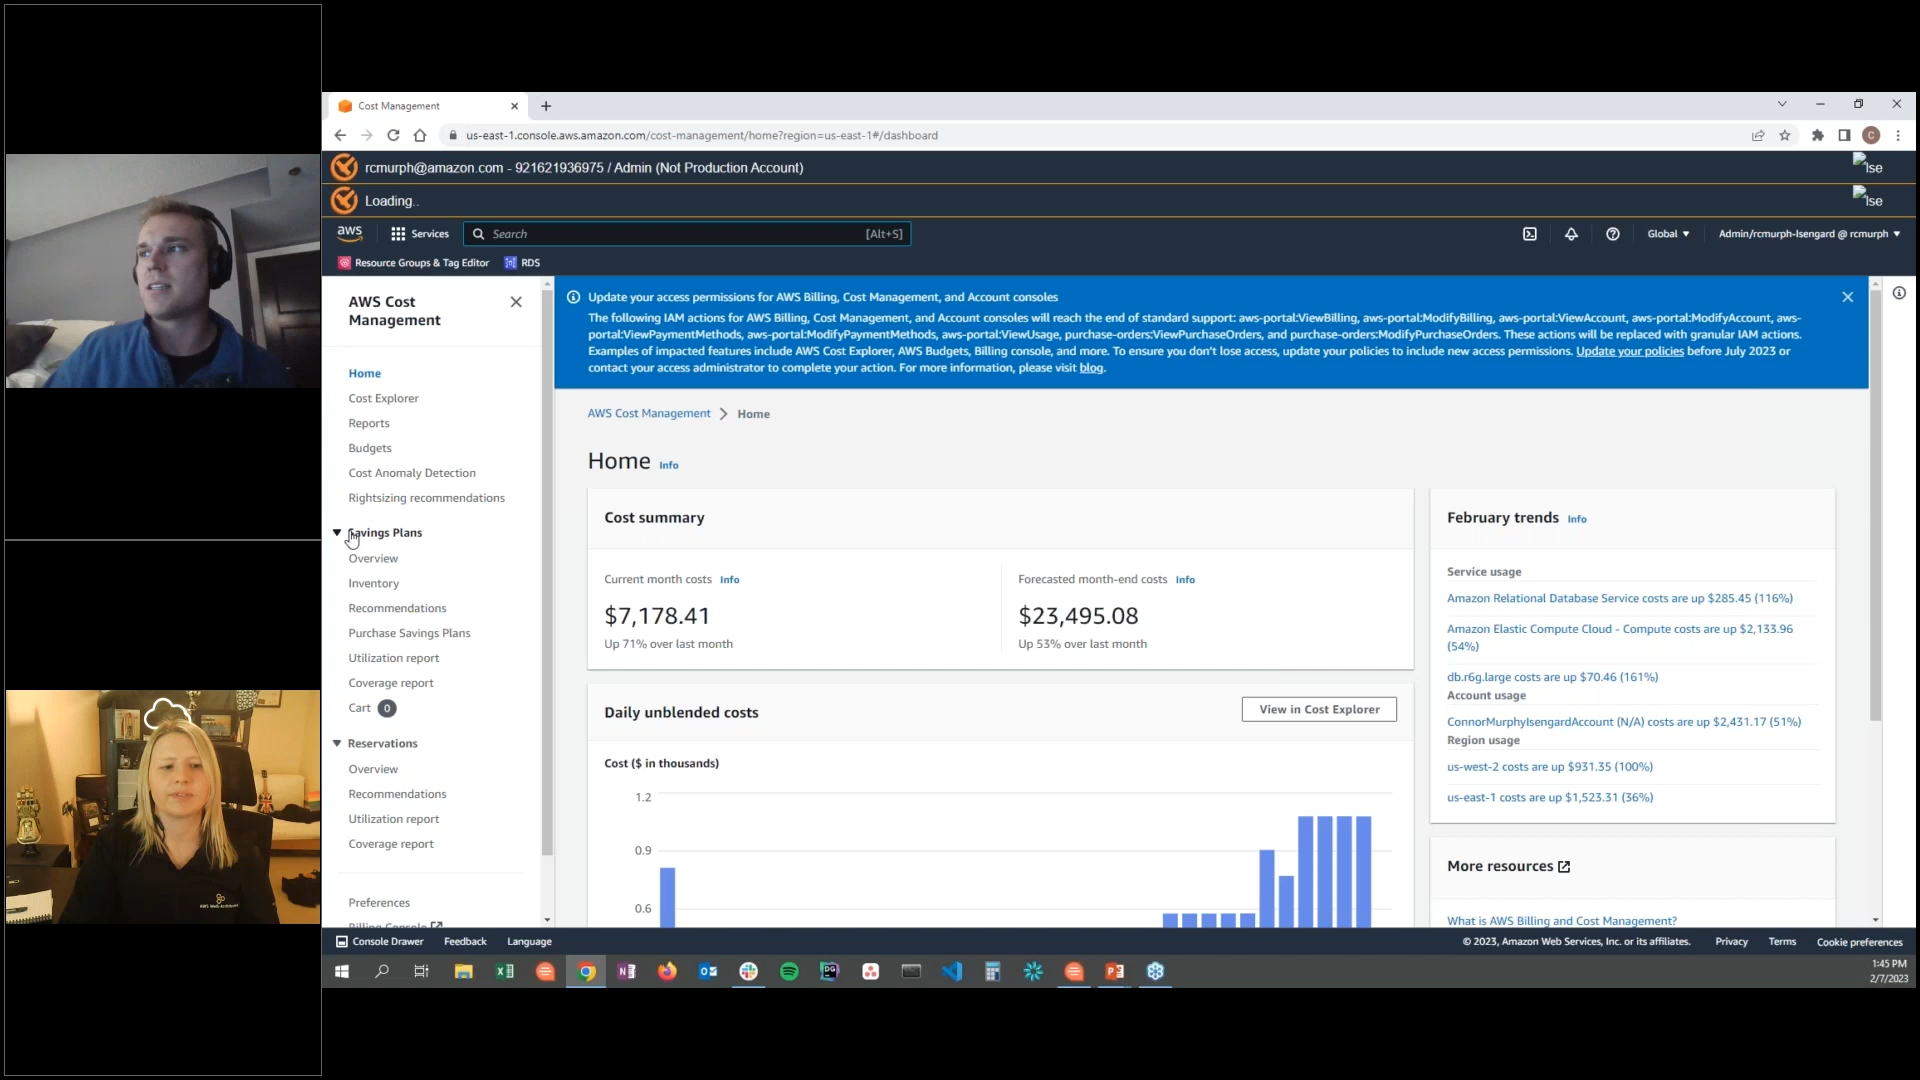 Cost Management
us-east-1.console.aws.amazon.com/cost-management/home?region=us-east-1#/dashboard
C
rcmurph@amazon.com - 921621936975 / Admin (Not Production Account)
Ise
Loading..
Ise
aws
Services
Search
[Alt+S]
Global
Admin/rcmurph-Isengard @ rcmurph
Resource Groups & Tag Editor
RDS
AWS Cost
Management
Home
Cost Explorer
Reports
Budgets
Cost Anomaly Detection
Rightsizing recommendations
Savings Plans
Overview
Inventory
Recommendations
Purchase Savings Plans
Utilization report
Coverage report
Cart 0
Reservations
Overview
Recommendations
Utilization report
Coverage report
Preferences
Billing Console
Update your access permissions for AWS Billing, Cost Management, and Account consoles
The following IAM actions for AWS Billing, Cost Management, and Account consoles will reach the end of standard support: aws-portal:ViewBilling, aws-portal:ModifyBilling, aws-portal:ViewAccount, aws-portal:ModifyAccount, aws-
portal:ViewPaymentMethods, aws-portal:ModifyPaymentMethods, aws-portal:ViewUsage, purchase-orders:ViewPurchaseOrders, and purchase-orders:ModifyPurchaseOrders. These actions will be replaced with granular IAM actions.
Examples of impacted features include AWS Cost Explorer, AWS Budgets, Billing console, and more. To ensure you don't lose access, update your policies to include new access permissions. Update your policies before July 2023 or
contact your access administrator to complete your action. For more information, please visit blog.
AWS Cost Management > Home
Home Info
Cost summary
Current month costs Info
$7,178.41
Up 71% over last month
Forecasted month-end costs Info
$23,495.08
Up 53% over last month
Daily unblended costs
View in Cost Explorer
Cost ($ in thousands)
1.2
0.9
0.6
February trends Info
Service usage
Amazon Relational Database Service costs are up $285.45 (116%)
Amazon Elastic Compute Cloud - Compute costs are up $2,133.96
(54%)
db.r6g.large costs are up $70.46 (161%)
Account usage
ConnorMurphyIsengardAccount (N/A) costs are up $2,431.17 (51%)
Region usage
us-west-2 costs are up $931.35 (100%)
us-east-1 costs are up $1,523.31 (36%)
More resources
What is AWS Billing and Cost Management?
Console Drawer
Feedback
Language
© 2023, Amazon Web Services, Inc. or its affiliates.
Privacy
Terms
Cookie preferences
1:45 PM
2/7/2023